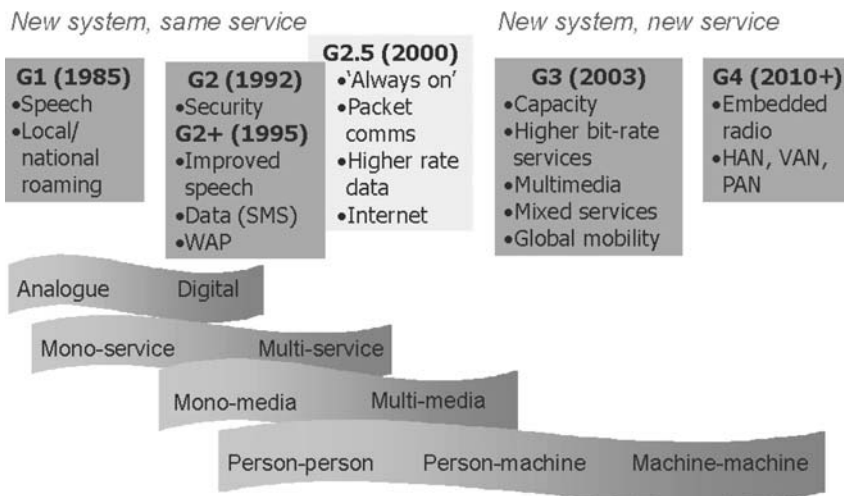 New system, same service
New system, new service
G1 (1985)
•Speech
•Local/
national
roaming
G2 (1992)
•Security
G2+ (1995)
•Improved
speech
•Data (SMS)
•WAP
G2.5 (2000)
•‘Always on’
•Packet
comms
•Higher rate
data
•Internet
G3 (2003)
•Capacity
•Higher bit-rate
services
•Multimedia
•Mixed services
•Global mobility
G4 (2010+)
•Embedded
radio
•HAN, VAN,
PAN
Analogue Digital
Mono-service Multi-service
Mono-media Multi-media
Person-person Person-machine Machine-machine